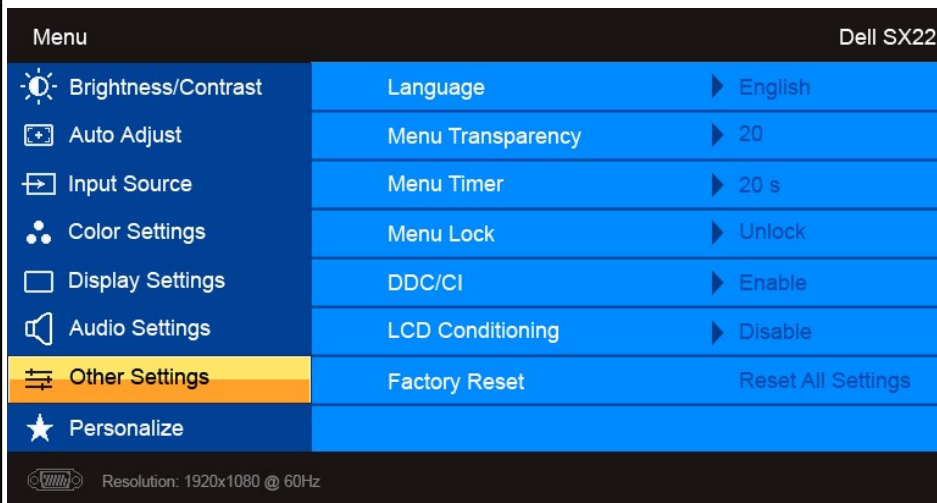 Menu Dell SX22
Brightness/Contrast Language English
Auto Adjust Menu Transparency 20
Input Source Menu Timer 20 s
Color Settings Menu Lock Unlock
Display Settings DDC/CI Enable
Audio Settings LCD Conditioning Disable
Other Settings Factory Reset Reset All Settings
Personalize
Resolution: 1920x1080 @ 60Hz